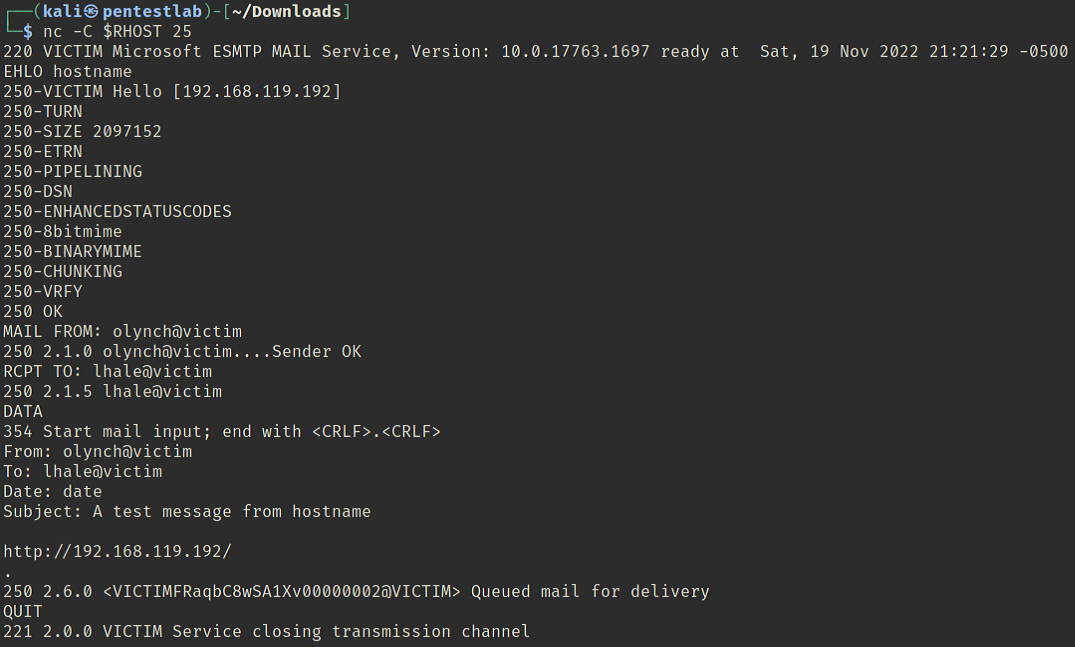 ┌──(kali㉿pentestlab)-[~/Downloads]
└─$ nc -C $RHOST 25
220 VICTIM Microsoft ESMTP MAIL Service, Version: 10.0.17763.1697 ready at  Sat, 19 Nov 2022 21:21:29 -0500
EHLO hostname
250-VICTIM Hello [192.168.119.192]
250-TURN
250-SIZE 2097152
250-ETRN
250-PIPELINING
250-DSN
250-ENHANCEDSTATUSCODES
250-8bitmime
250-BINARYMIME
250-CHUNKING
250-VRFY
250 OK
MAIL FROM: olynch@victim
250 2.1.0 olynch@victim....Sender OK
RCPT TO: lhale@victim
250 2.1.5 lhale@victim
DATA
354 Start mail input; end with <CRLF>.<CRLF>
From: olynch@victim
To: lhale@victim
Date: date
Subject: A test message from hostname

http://192.168.119.192/
.
250 2.6.0 <VICTIMFRaqbC8wSA1Xv00000002@VICTIM> Queued mail for delivery
QUIT
221 2.0.0 VICTIM Service closing transmission channel